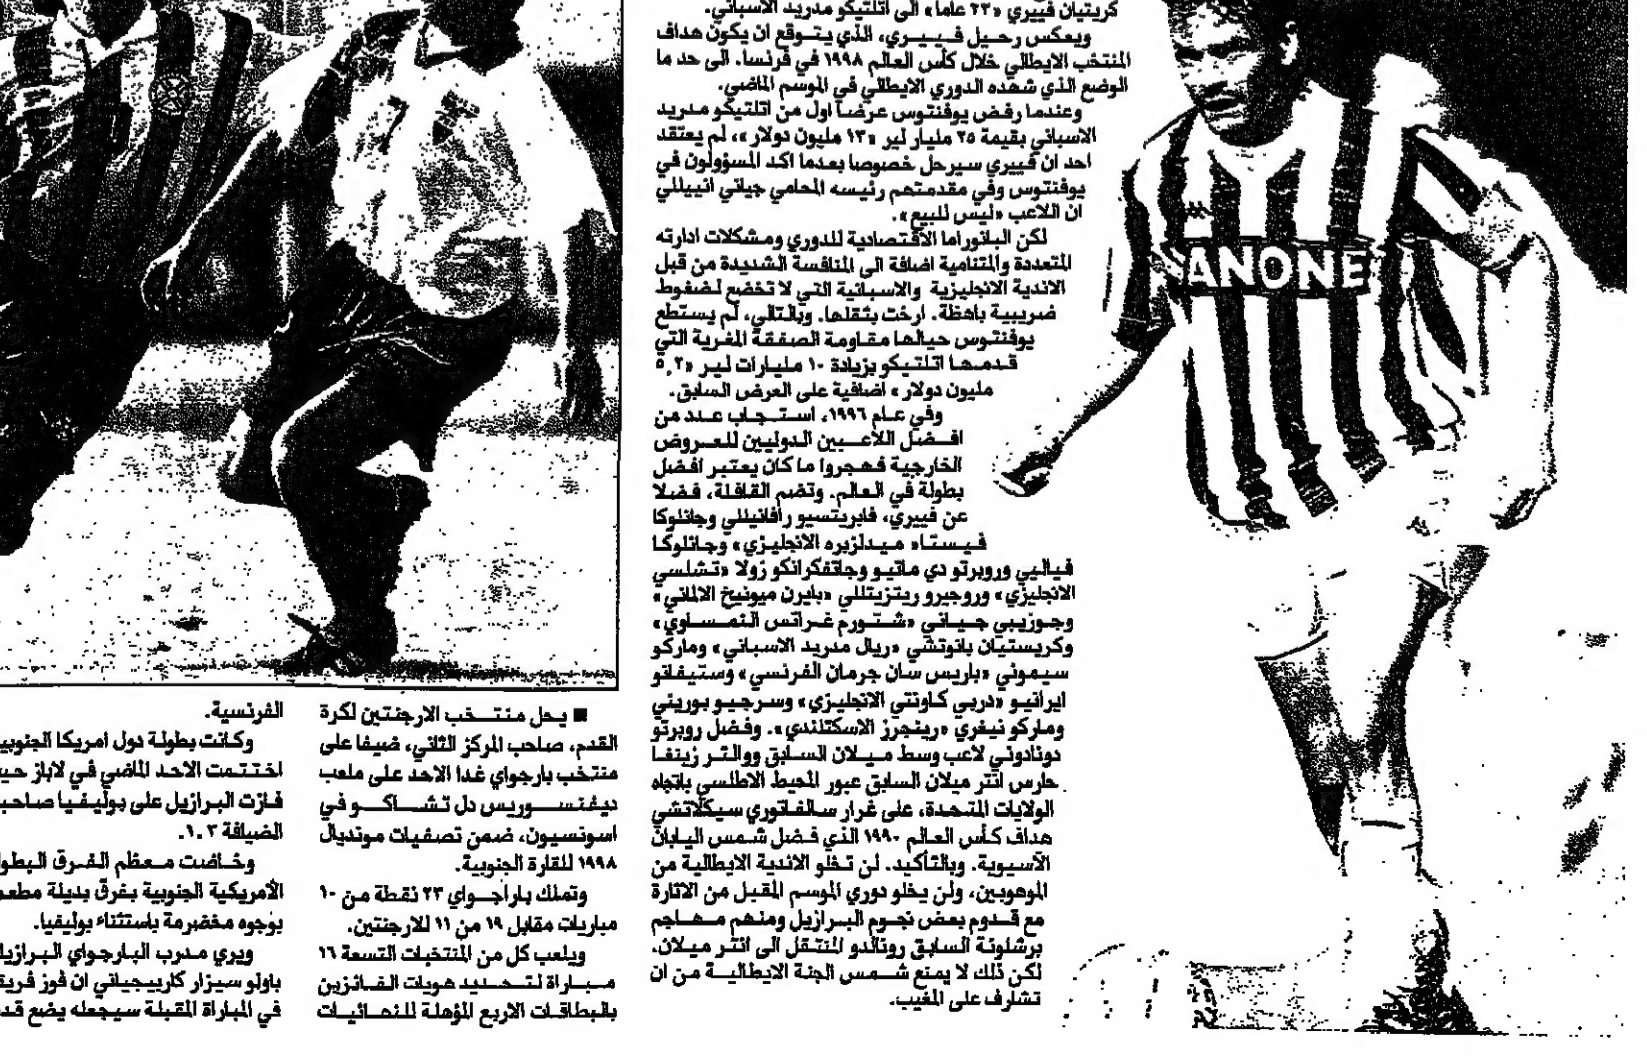 كريتيان فييري «٢٣ عاما» الى اتلتيكو مدريد الاسباني.
ويعكس رحيل فييري، الذي يتوقع ان يكون هداف
المنتخب الايطالي خلال كأس العالم ١٩٩٨ في فرنسا. الى حد ما
الوضع الذي شهده الدوري الايطالي في الموسم الماضي.
وعندما رفض يوفنتوس عرضا اول من اتلتيكو مدريد
الاسباني بقيمة ٢٥ مليار لير «١٣ مليون دولار»، لم يعتقد
احد ان فييري سيرحل خصوصا بعدما اكد المسؤولون في
يوفنتوس وفي مقدمتهم رئيسه المحامي جياني انييللي
ان اللاعب «ليس للبيع».
لكن البانوراما الاقتصادية للدوري ومشكلات ادارته
المتعددة والمتنامية اضافة الى المنافسة الشديدة من قبل
الاندية الانجليزية والاسبانية التي لا تخضع لضغوط
ضريبية باهظة. ارخت بثقلها. وبالتالي، لم يستطع
يوفنتوس حيالها مقاومة الصفقة المغرية التي
قدمها اتلتيكو بزيادة ١٠ مليارات لير «٥,٢
مليون دولار» اضافية على العرض السابق.
وفي عام ١٩٩٦، استجاب عدد من
افضل اللاعبين الدوليين للعروض
الخارجية فهجروا ما كان يعتبر افضل
بطولة في العالم. وتضم القافلة، فضلا
عن فييري، فابريتسيو رافانيللي وجانلوكا
فيستا» ميدلزبره الانجليزي» وجانلوكا
فياليي وروبرتو دي ماتيو وجانفكرانكو زولا «تشلسي
الانجليزي» وروجيرو ريتزيتللي «بايرن ميونيخ الالماني»
وجوزيبي جياني «شتورم غراتس النمساوي»
وكريستيان بانوتشي «ريال مدريد الاسباني» وماركو
سيموني «باريس سان جرمان الفرنسي» وستيفانو
ايرانيو «دربي كاونتي الانجليزي» وسرجيو بوريني
وماركو نيغري «رينجرز الاسكتلندي». وفضل روبرتو
دونادوني لاعب وسط ميلان السابق ووالتر زينغا
حارس انتر ميلان السابق عبور المحيط الاطلسي باتجاه
الولايات المتحدة، على غرار سالفاتوري سيكلاتشي
هداف كأس العالم ١٩٩٠ الذي فضل شمس اليابان
الآسيوية. وبالتأكيد. لن تخلو الاندية الايطالية من
الموهوبين، ولن يخلو دوري الموسم المقبل من الاثارة
مع قدوم بعض نجوم البرازيل ومنهم مهاجم
برشلونة السابق رونالدو المنتقل الى انتر ميلان.
لكن ذلك لا يمنع شمس الجنة الايطالية من ان
تشارف على المغيب.
ANONE
■ يحل منتخب الارجنتين لكرة
القدم، صاحب المركز الثاني، ضيفا على
منتخب بارجواي غدا الاحد على ملعب
ديفنسوريس دل تشاكو في
اسونسيون، ضمن تصفيات مونديال
١٩٩٨ للقارة الجنوبية.
وتملك باراجواي ٢٣ نقطة من ١٠
مباريات مقابل ١٩ من ١١ للارجنتين.
ويلعب كل من المنتخبات التسعة ١٦
مباراة لتحديد هويات الفائزين
بالبطاقات الاربع المؤهلة للنهائيات
الفرنسية.
وكانت بطولة دول امريكا الجنوبي
اختتمت الاحد الماضي في لاباز حي
فازت البرازيل على بوليفيا صاحب
الضيافة ٣ ـ ١.
وخاضت معظم الفرق البطو
الأمريكية الجنوبية بفرق بديلة مطعم
بوجوه مخضرمة باستثناء بوليفيا.
ويري مدرب البارجواي البرازيل
باولو سيزار كاربيجياني ان فوز فريق
في المباراة المقبلة سيجعله يضع قد